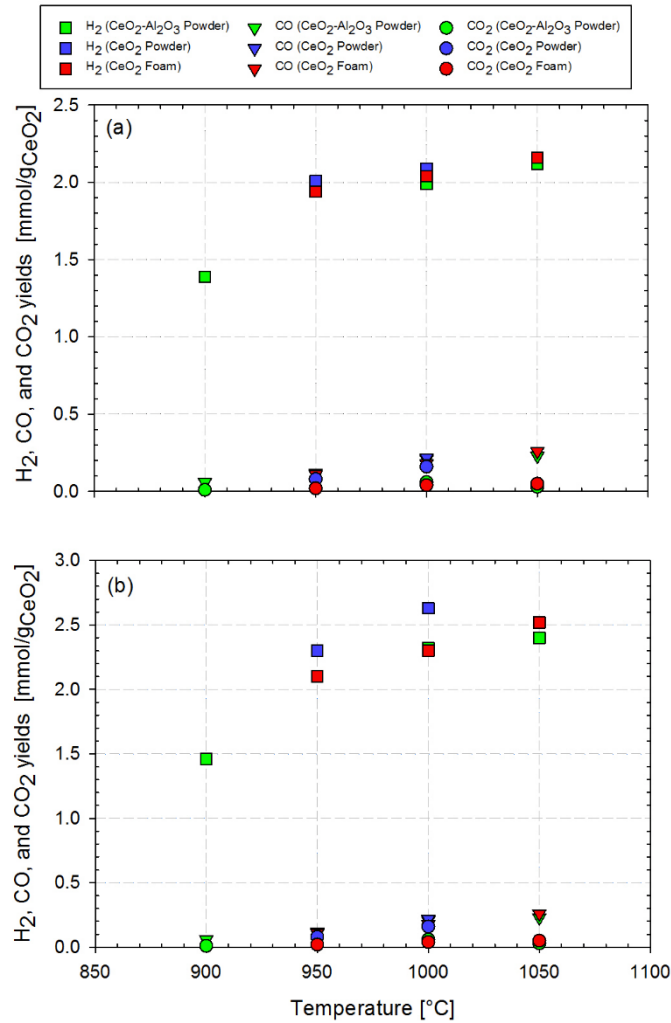 H2 (CeO2-Al2O3 Powder) CO (CeO2-Al2O3 Powder) CO2 (CeO2-Al2O3 Powder)
H2 (CeO2 Powder) CO (CeO2 Powder) CO2 (CeO2 Powder)
H2 (CeO2 Foam) CO (CeO2 Foam) CO2 (CeO2 Foam)
(a)
H2, CO, and CO2 yields [mmol/gCeO2]
2.5
2.0
1.5
1.0
0.5
0.0
(b)
H2, CO, and CO2 yields [mmol/gCeO2]
3.0
2.5
2.0
1.5
1.0
0.5
0.0
850 900 950 1000 1050 1100
Temperature [°C]